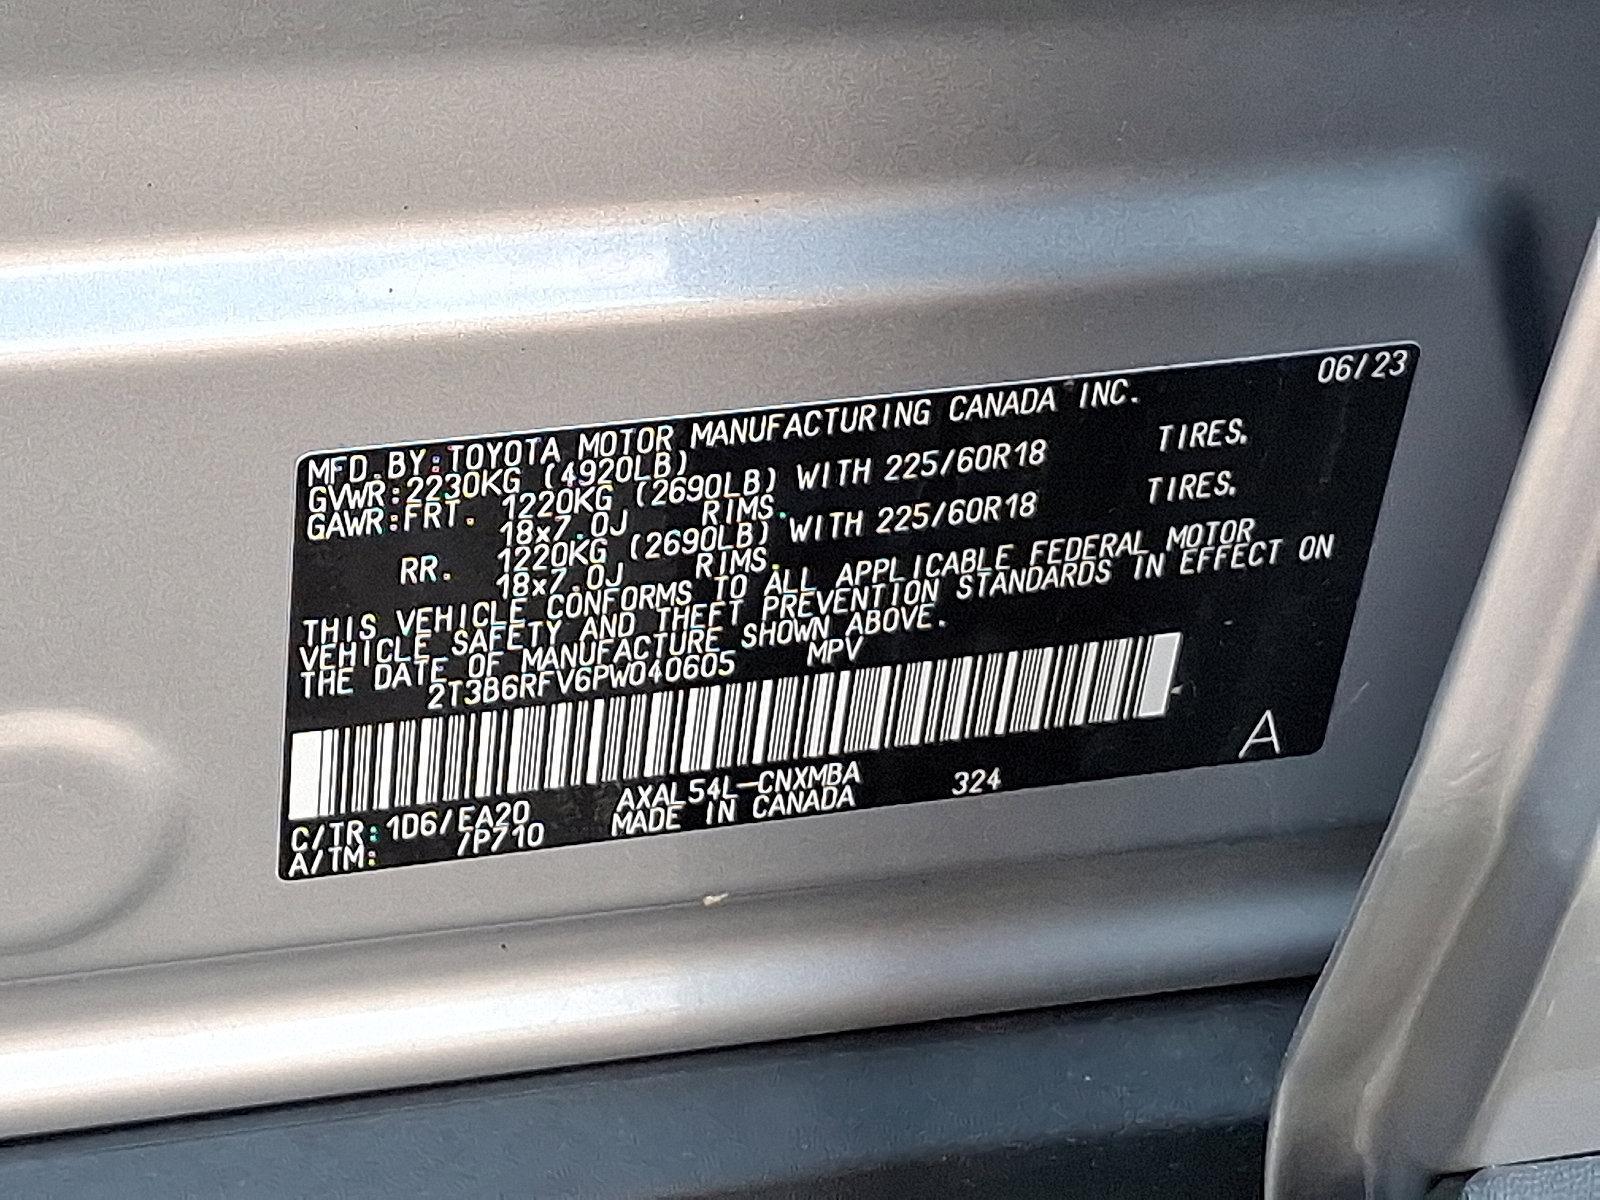 06/23
MFD.BY:TOYOTA MOTOR MANUFACTURING CANADA INC.
GVWR:2230KG (4920LB)
GAWR:FRT. 1220KG (2690LB) WITH 225/60R18 TIRES.
18x7.0J RIMS.
RR. 1220KG (2690LB) WITH 225/60R18 TIRES.
18x7.0J RIMS.
THIS VEHICLE CONFORMS TO ALL APPLICABLE FEDERAL MOTOR
VEHICLE SAFETY AND THEFT PREVENTION STANDARDS IN EFFECT ON
THE DATE OF MANUFACTURE SHOWN ABOVE.
2T3B6RFV6PW040605 MPV
C/TR:1D6/EA20 AXAL54L-CNXMBA 324
A/TM: /P710 MADE IN CANADA
A